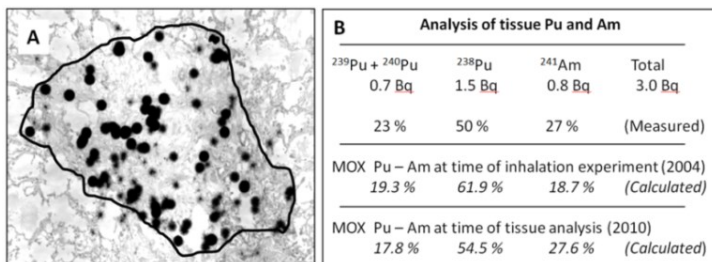 A
B
Analysis of tissue Pu and Am
²³⁹Pu + ²⁴⁰Pu ²³⁸Pu ²⁴¹Am Total
0.7 Bq 1.5 Bq 0.8 Bq 3.0 Bq
23 % 50 % 27 % (Measured)
MOX Pu – Am at time of inhalation experiment (2004)
19.3 % 61.9 % 18.7 % (Calculated)
MOX Pu – Am at time of tissue analysis (2010)
17.8 % 54.5 % 27.6 % (Calculated)